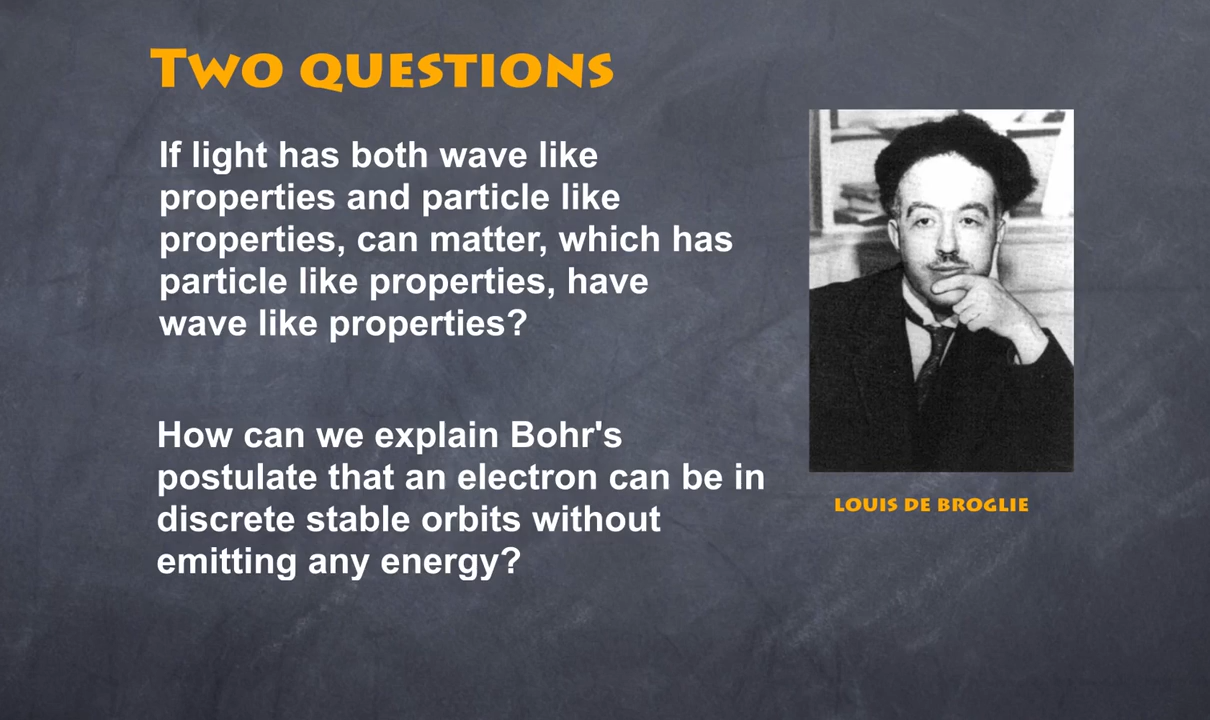 Two questions
If light has both wave like
properties and particle like
properties, can matter, which has
particle like properties, have
wave like properties?
How can we explain Bohr's
postulate that an electron can be in
discrete stable orbits without
emitting any energy?
Louis de Broglie